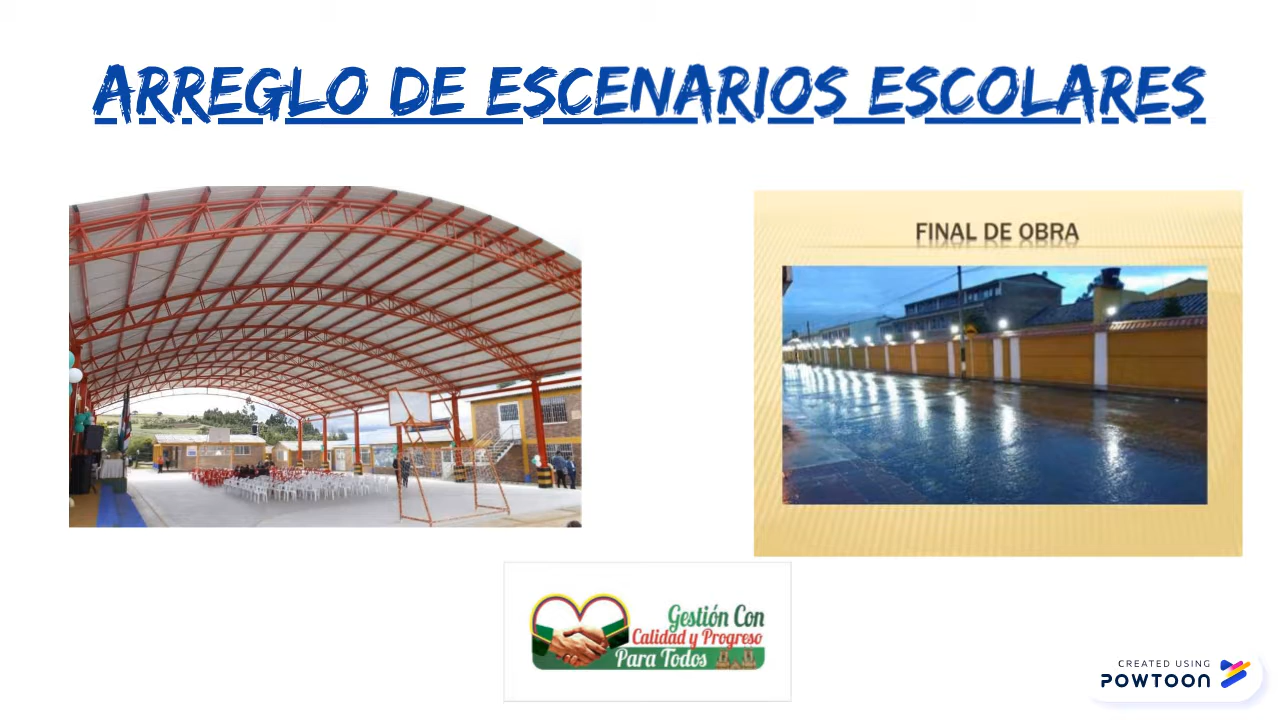 ARREGLO DE ESCENARIOS ESCOLARES
FINAL DE OBRA
Gestión Con
Calidad y Progreso
Para Todos
CREATED USING
POWTOON